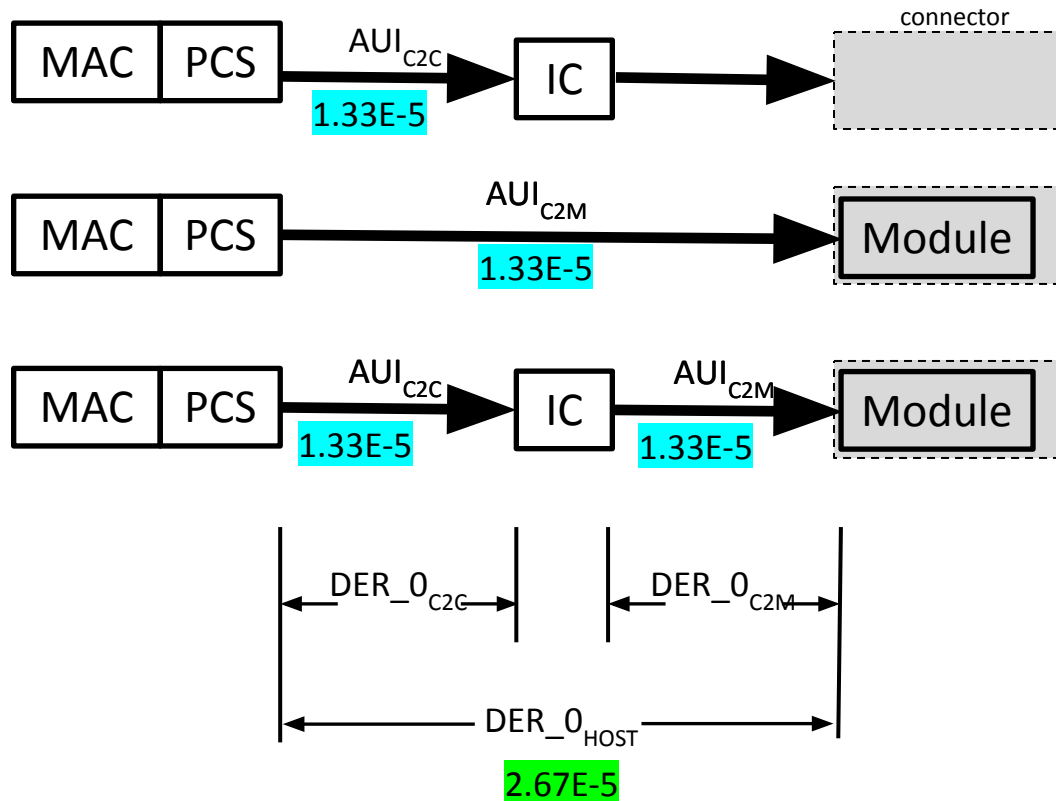 connector
MAC PCS AUI_C2C IC
1.33E-5
AUI_C2M
MAC PCS Module
1.33E-5
AUI_C2C AUI_C2M
MAC PCS IC Module
1.33E-5 1.33E-5
DER_0_C2C DER_0_C2M
DER_0_HOST
2.67E-5